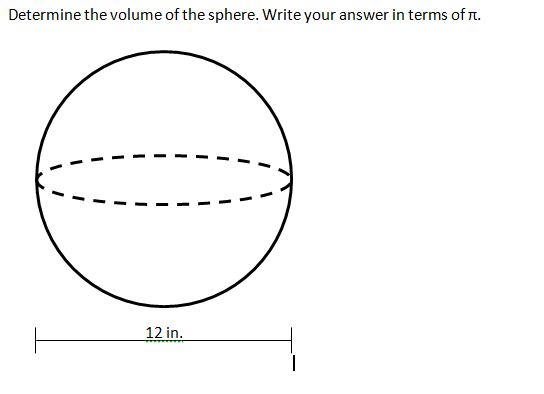 Determine the volume of the sphere. Write your answer in terms of π.
12 in.